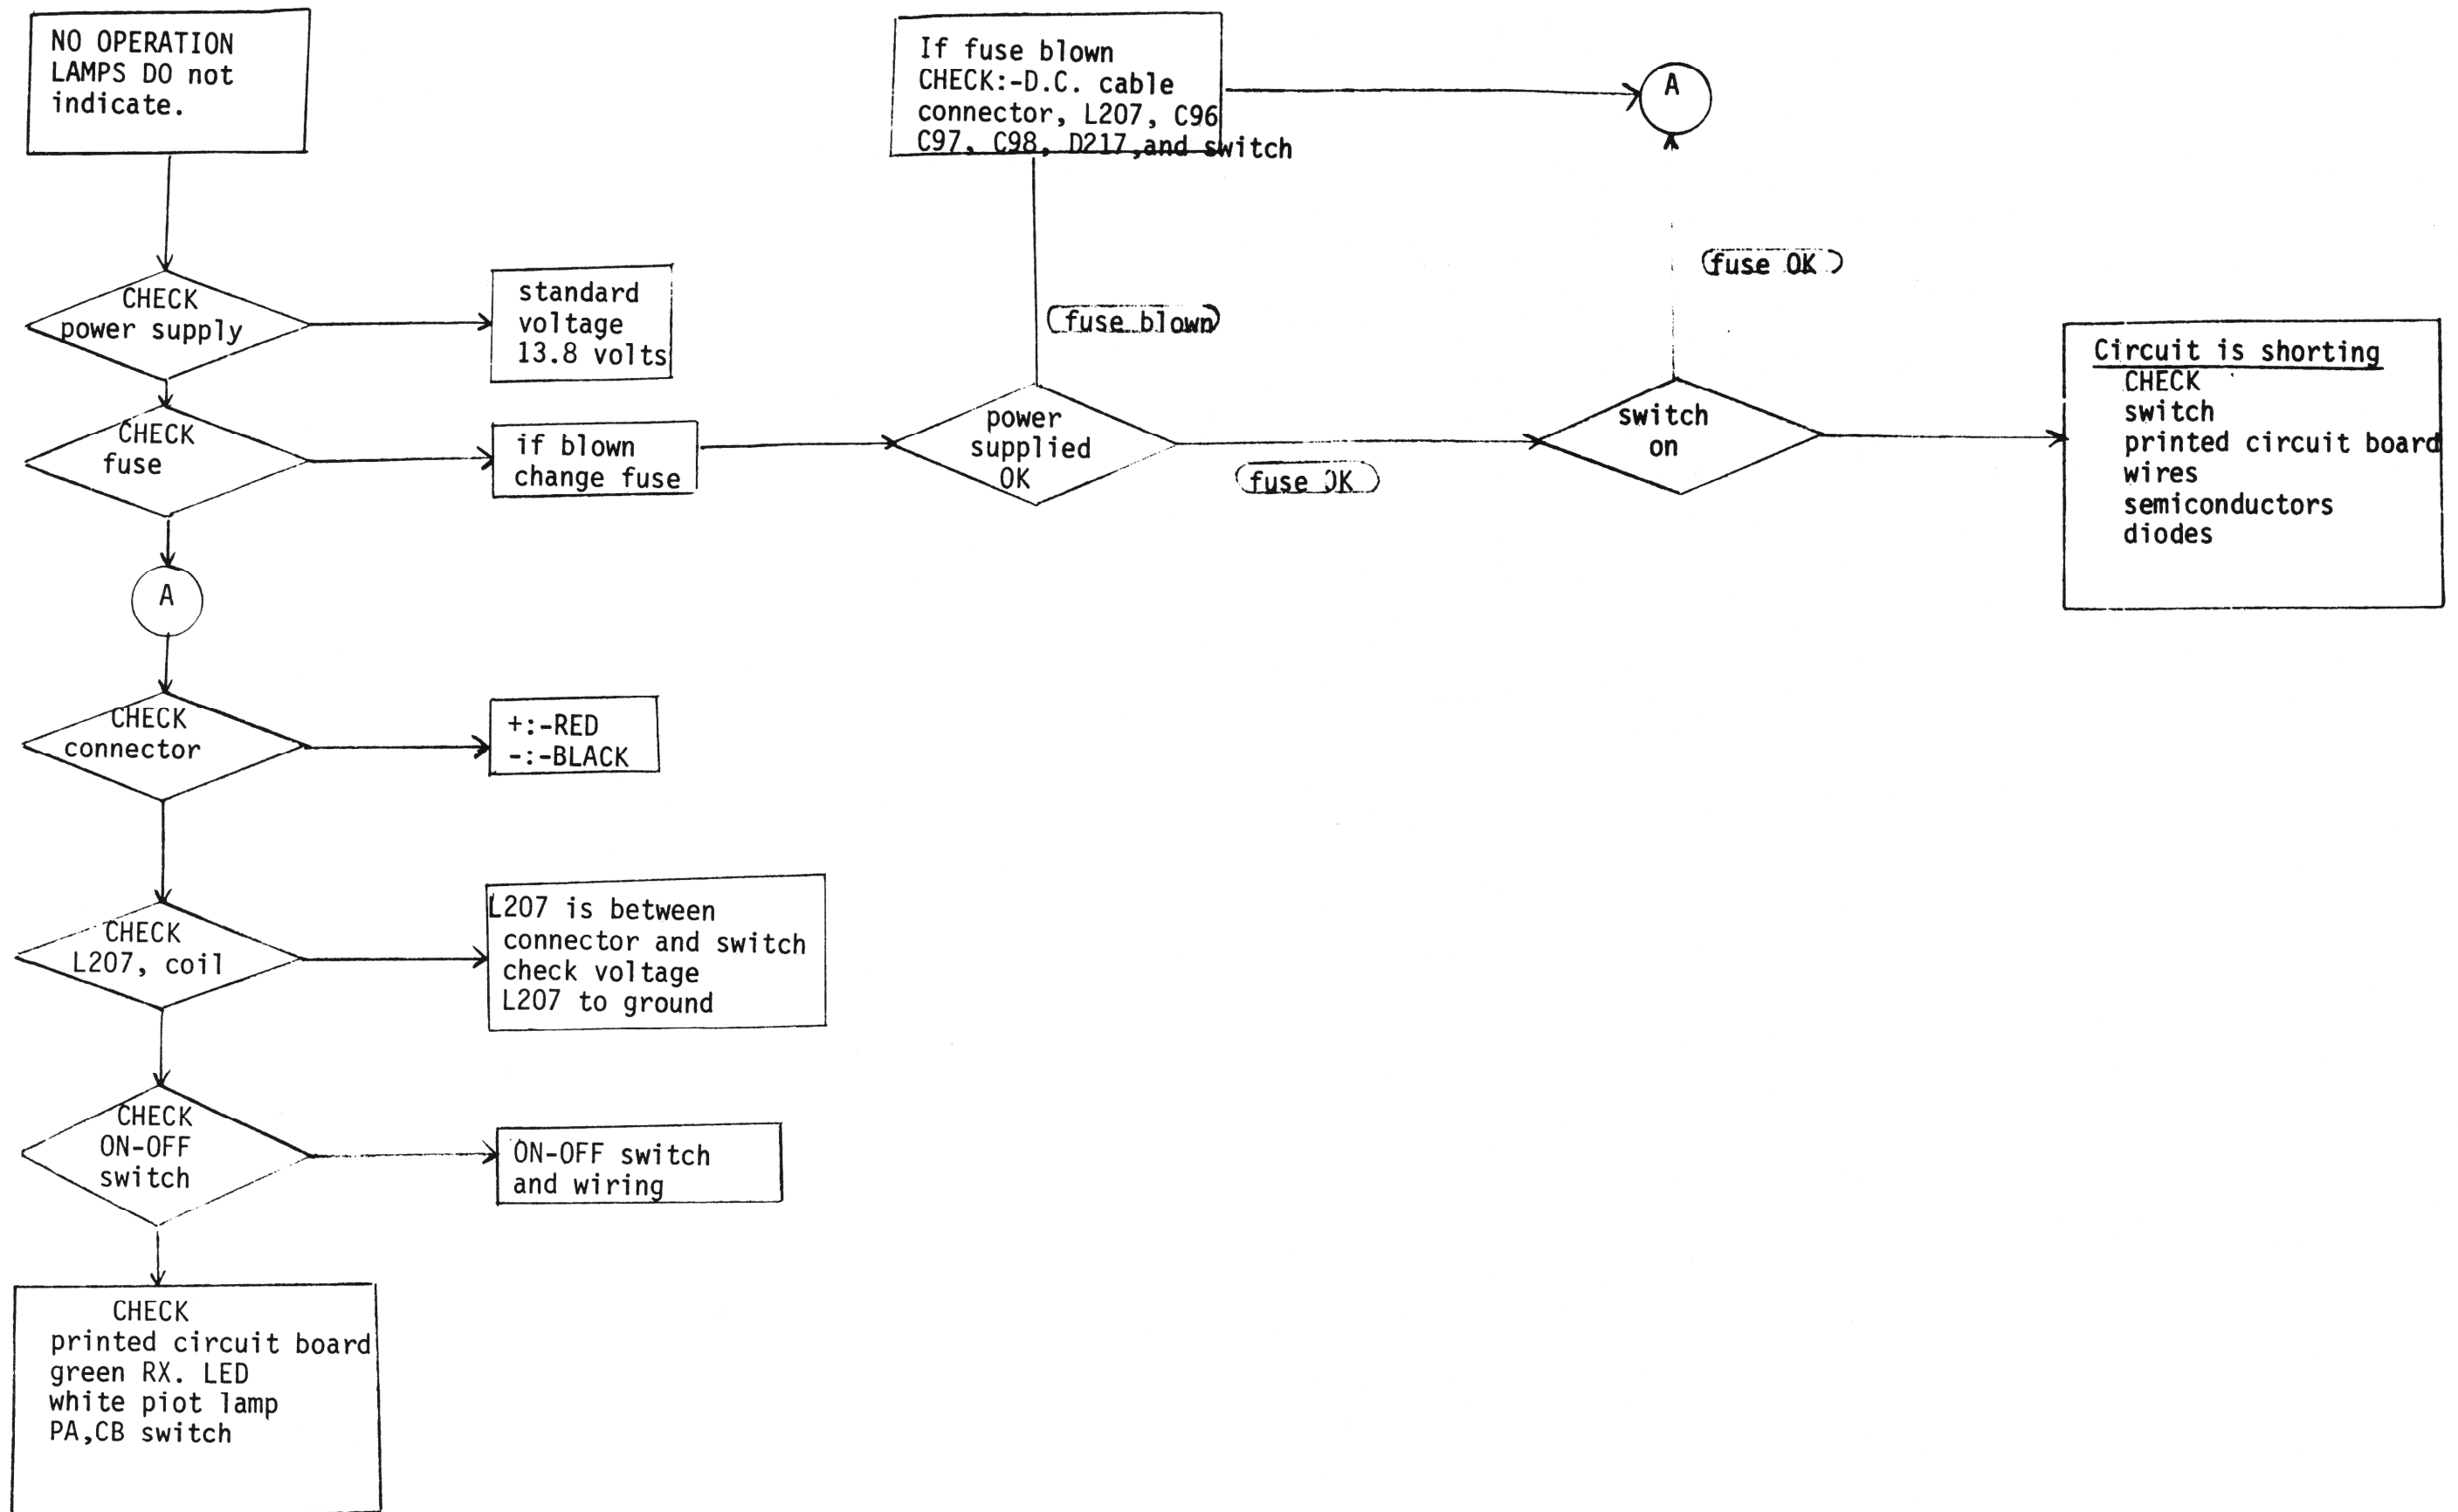 NO OPERATION
LAMPS DO not
indicate.
CHECK
power supply
standard
voltage
13.8 volts
CHECK
fuse
if blown
change fuse
A
CHECK
connector
+:-RED
-:-BLACK
CHECK
L207, coil
L207 is between
connector and switch
check voltage
L207 to ground
CHECK
ON-OFF
switch
ON-OFF switch
and wiring
CHECK
printed circuit board
green RX. LED
white piot lamp
PA,CB switch
If fuse blown
CHECK:-D.C. cable
connector, L207, C96
C97, C98, D217,and switch
A
fuse blown
fuse OK
power
supplied
OK
fuse OK
switch
on
Circuit is shorting
CHECK
switch
printed circuit board
wires
semiconductors
diodes